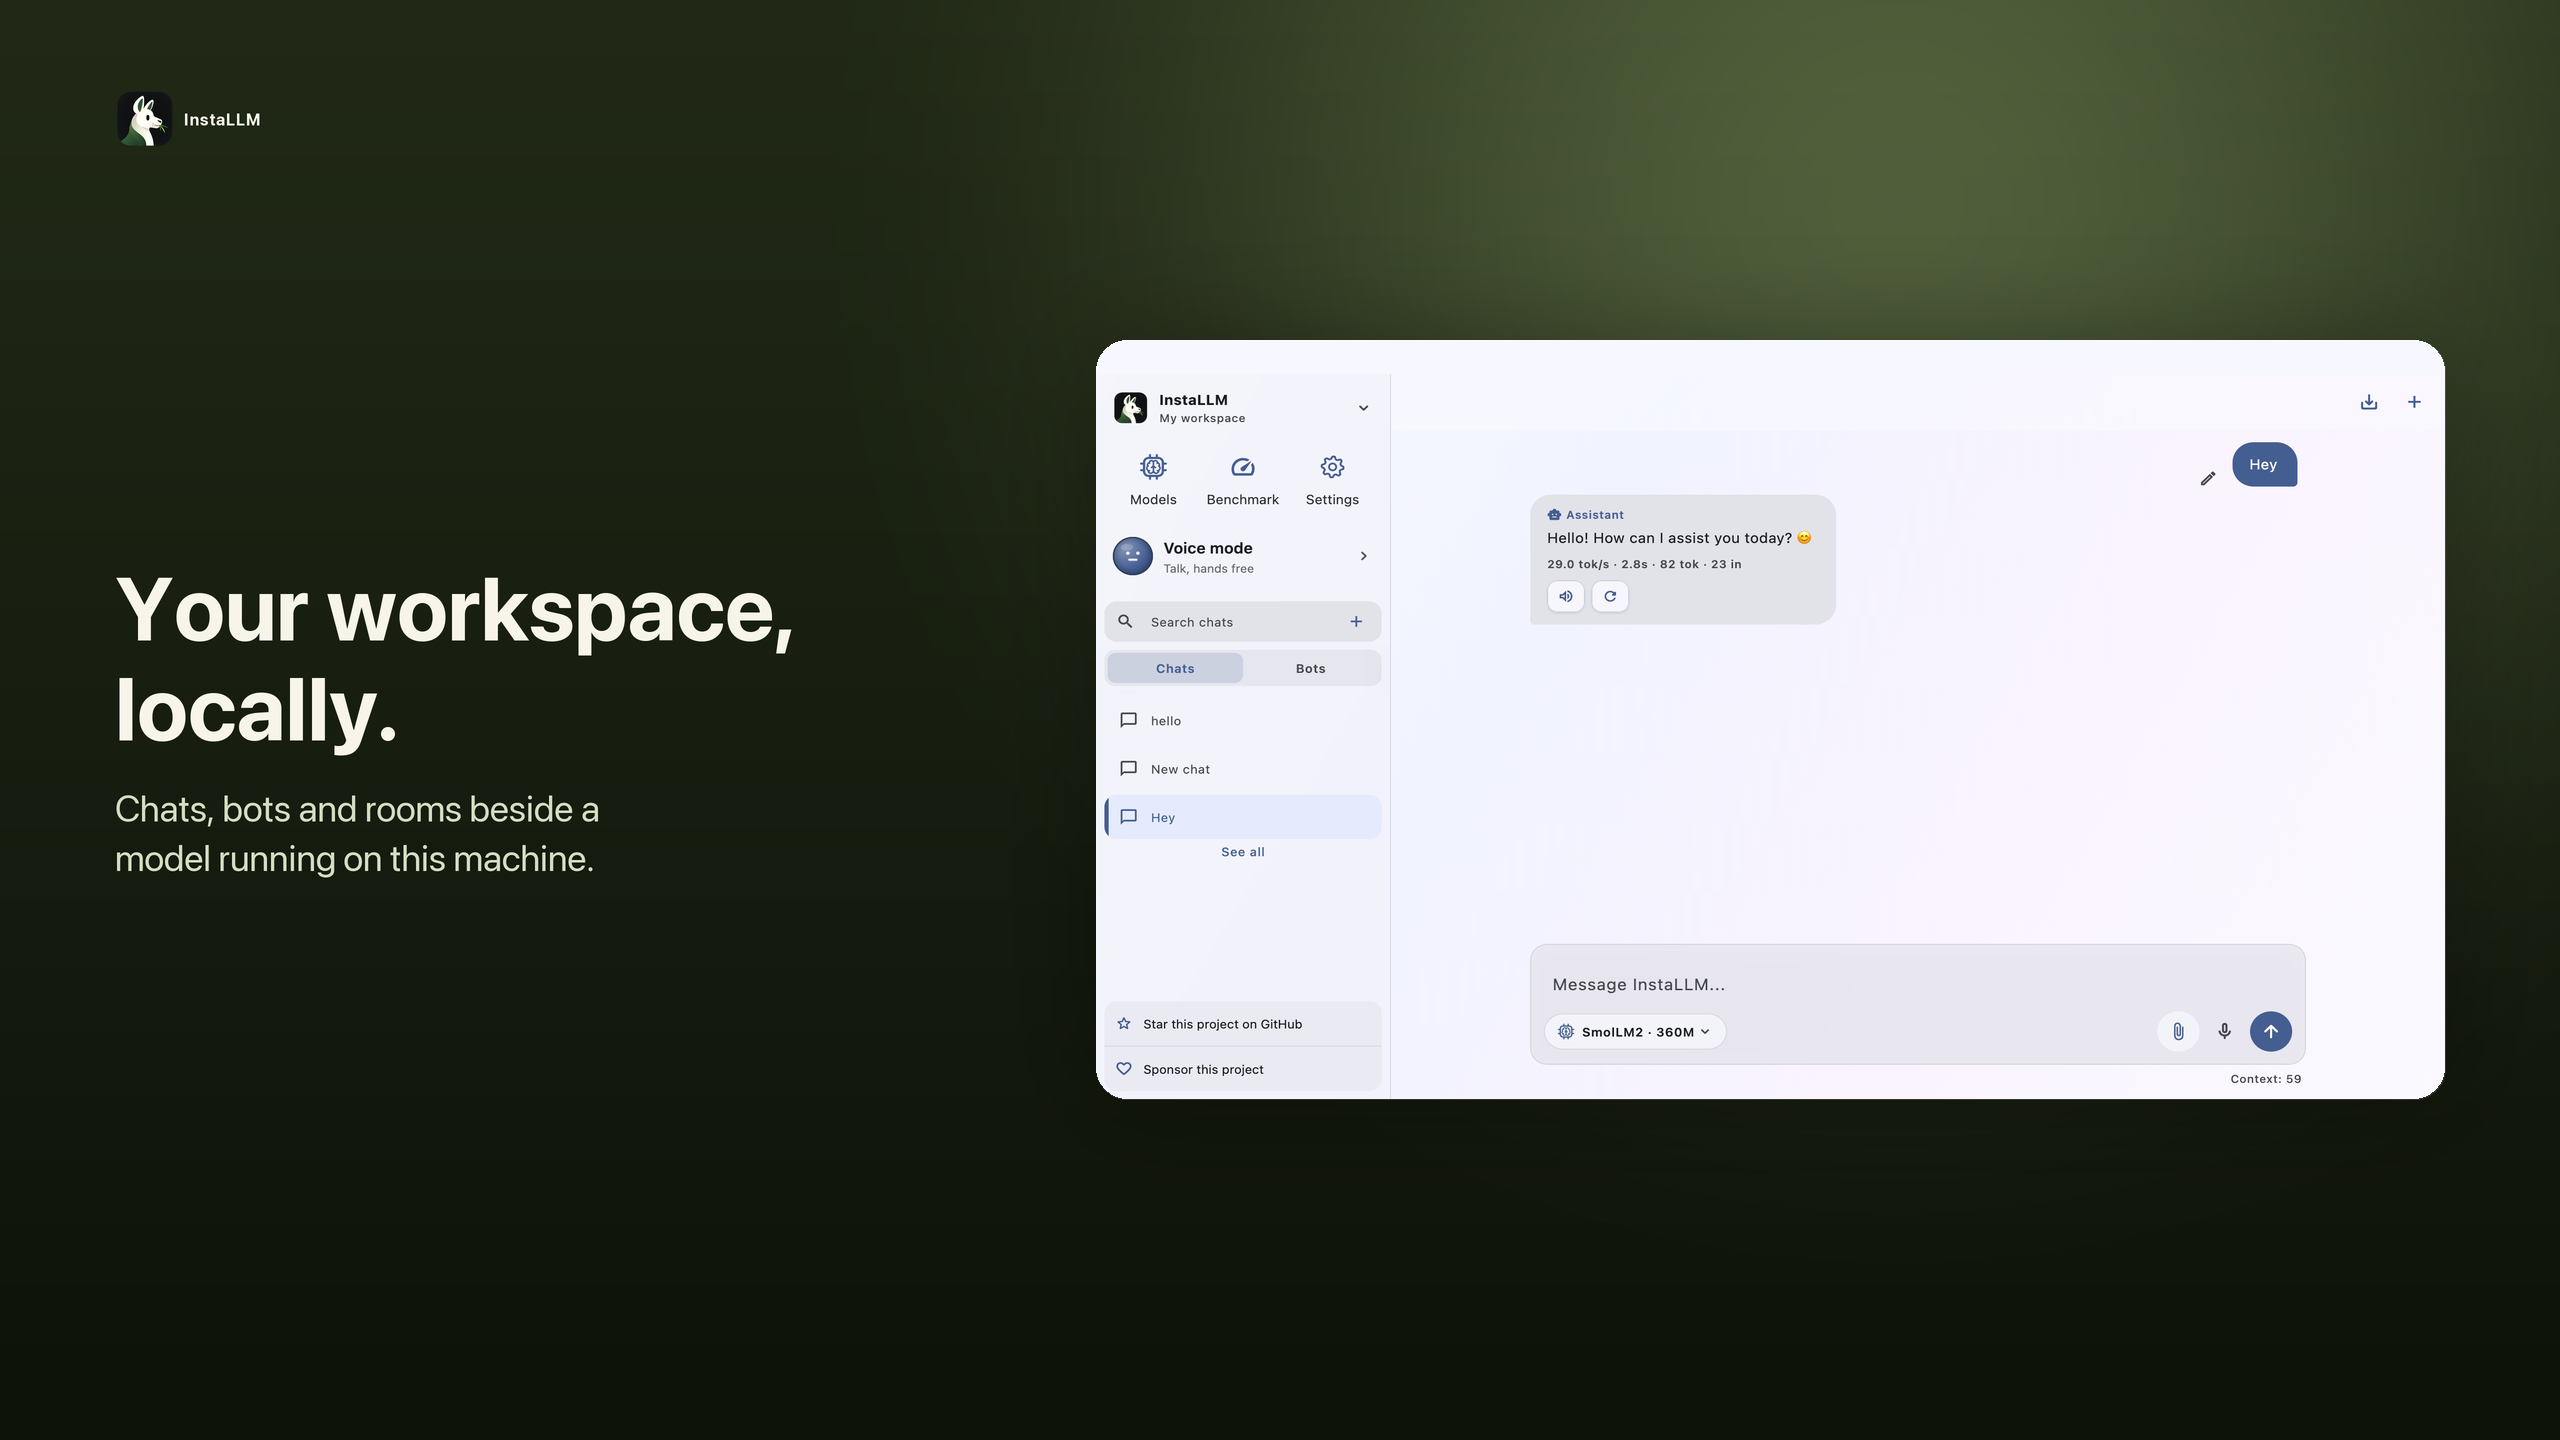 InstaLLM
Your workspace,
locally.
Chats, bots and rooms beside a
model running on this machine.
InstaLLM
My workspace
Models
Benchmark
Settings
Voice mode
Talk, hands free
Search chats
Chats
Bots
hello
New chat
Hey
See all
Star this project on GitHub
Sponsor this project
Hey
Assistant
Hello! How can I assist you today? 😊
29.0 tok/s · 2.8s · 82 tok · 23 in
Message InstaLLM...
SmolLM2 · 360M
Context: 59